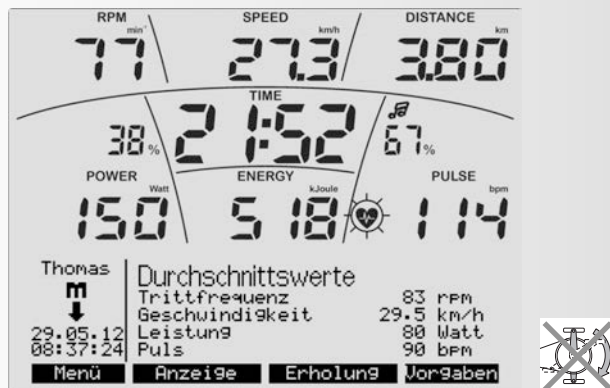 RPM SPEED DISTANCE
min⁻ km/h km
77 27.3 3.80
TIME
38% 21:52 67%
POWER ENERGY PULSE
Watt kJoule bpm
150 518 114
Thomas Durchschnittswerte
m Trittfrequenz 83 rpm
Geschwindigkeit 29.5 km/h
29.05.12 Leistung 80 Watt
08:37:24 Puls 90 bpm
Menü Anzeige Erholung Vorgaben